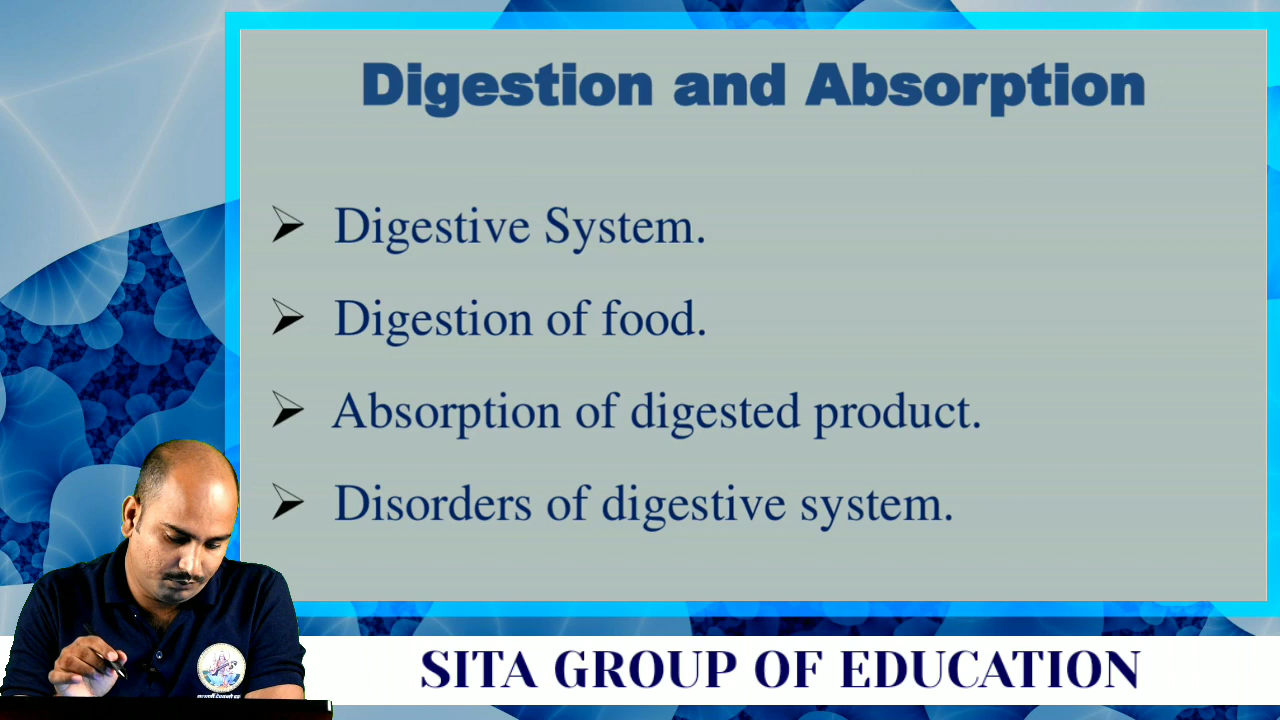 Digestion and Absorption
Digestive System.
Digestion of food.
Absorption of digested product.
Disorders of digestive system.
SITA GROUP OF EDUCATION